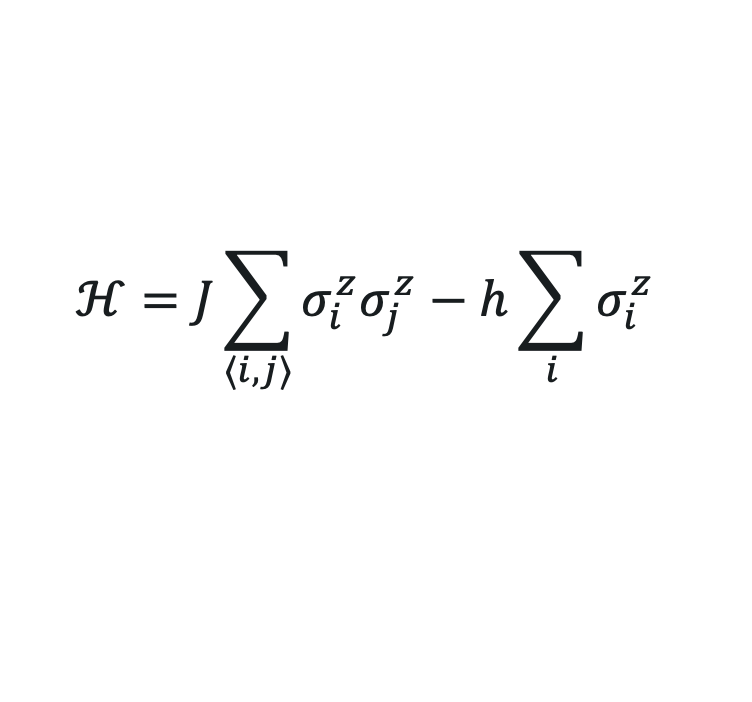 ℋ = J ∑_{⟨i,j⟩} σ_i^z σ_j^z − h ∑_i σ_i^z